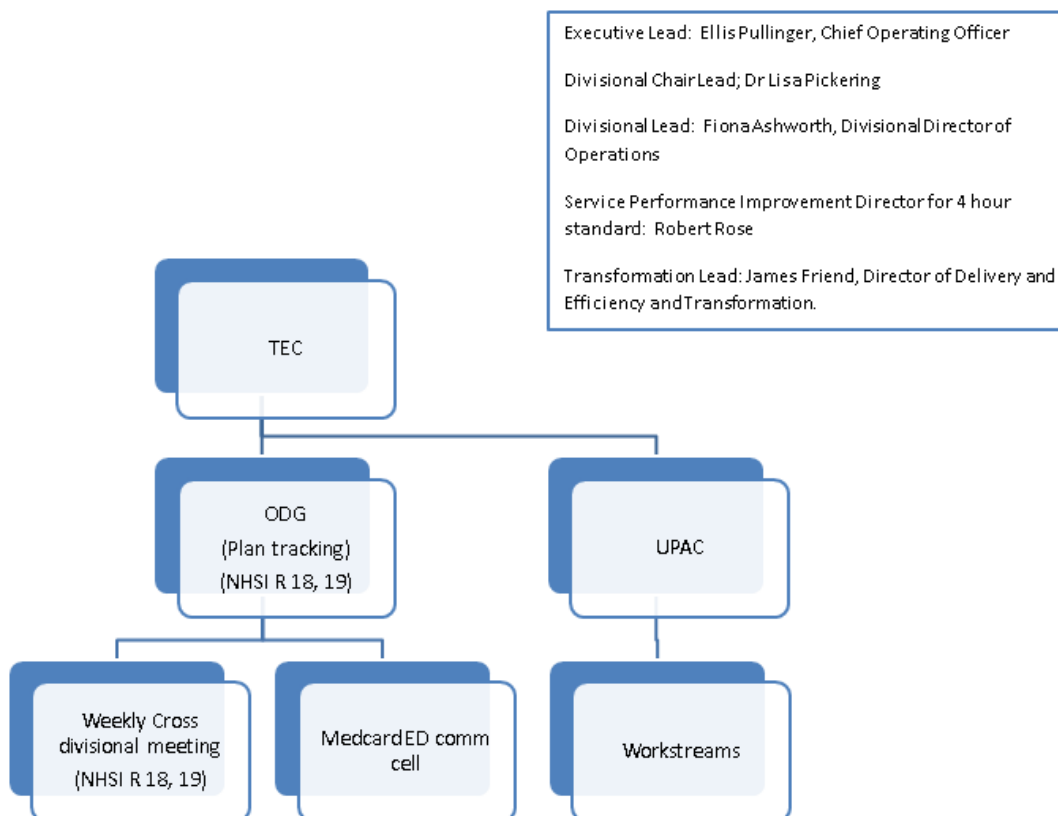 Executive Lead: Ellis Pullinger, Chief Operating Officer
Divisional Chair Lead; Dr Lisa Pickering
Divisional Lead: Fiona Ashworth, Divisional Director of
Operations
Service Performance Improvement Director for 4 hour
standard: Robert Rose
Transformation Lead: James Friend, Director of Delivery and
Efficiency and Transformation.
TEC
ODG
(Plan tracking)
(NHSI R 18, 19)
UPAC
Weekly Cross
divisional meeting
(NHSI R 18, 19)
Medcard ED comm
cell
Workstreams